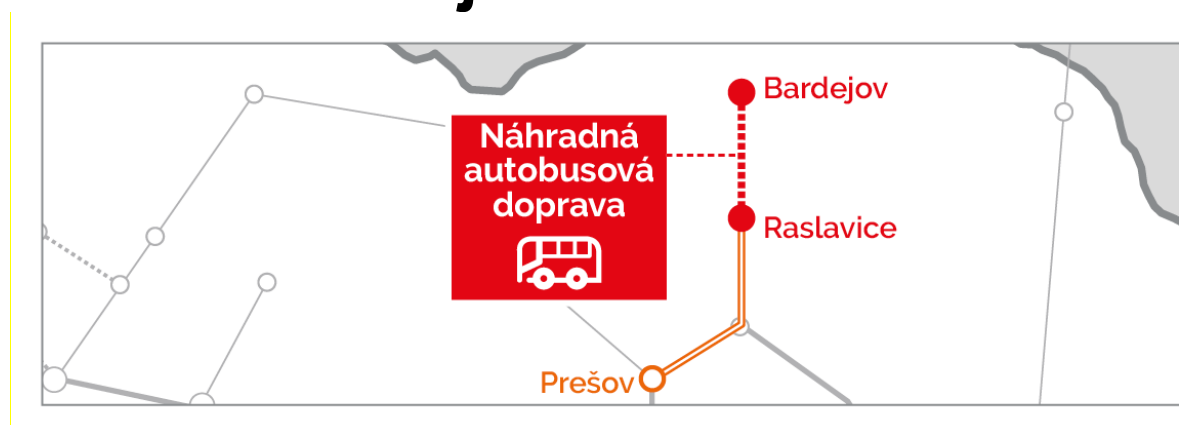 Bardejov
Náhradná
autobusová
doprava
Raslavice
Prešov